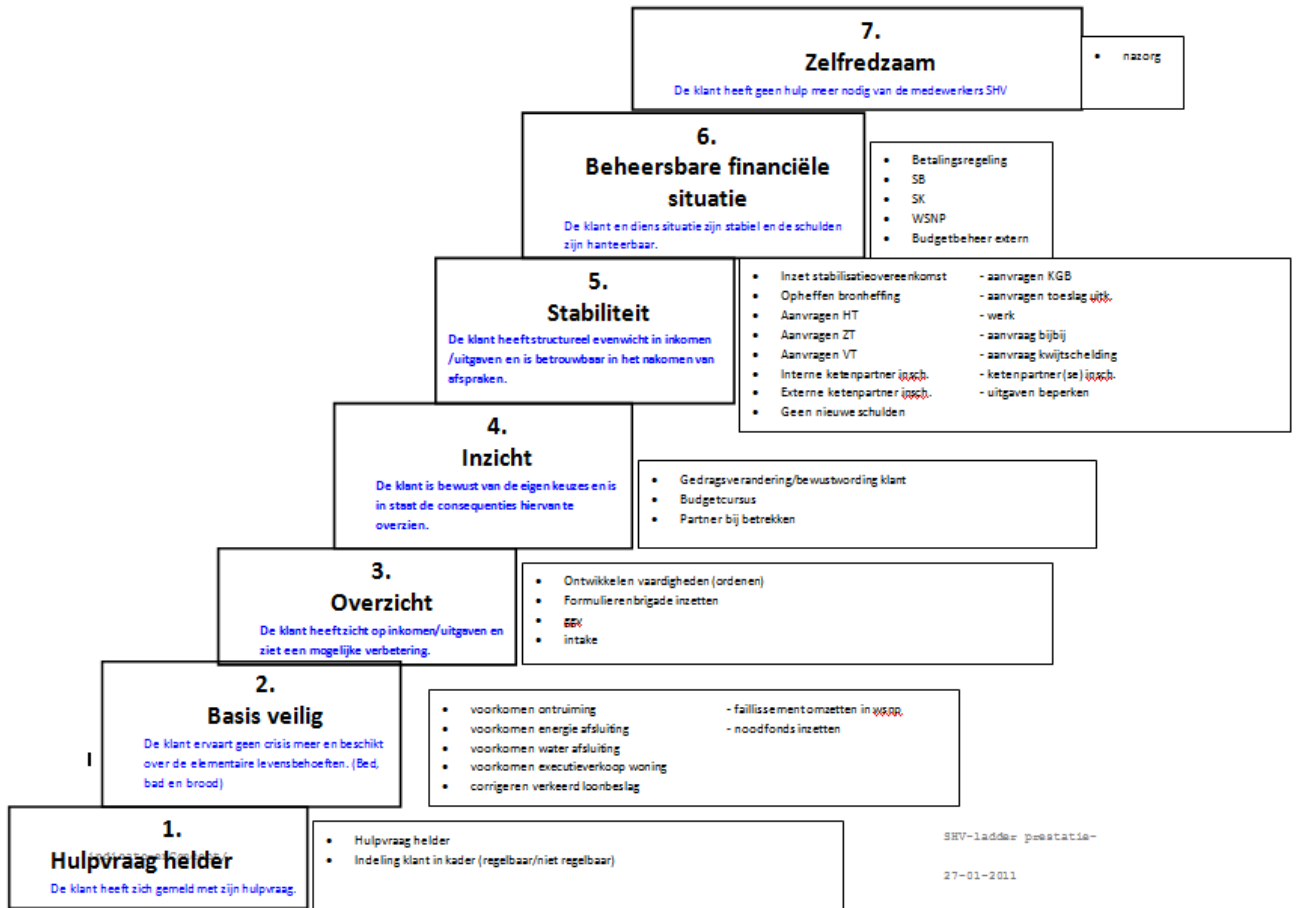 7.
Zelfredzaam
De klant heeft geen hulp meer nodig van de medewerkers SHV
• nazorg
6.
Beheersbare financiële
situatie
De klant en diens situatie zijn stabiel en de schulden
zijn hanteerbaar.
• Betalingsregeling
• SB
• SK
• WSNP
• Budgetbeheer extern
5.
Stabiliteit
De klant heeft structureel evenwicht in inkomen
/uitgaven en is betrouwbaar in het nakomen van
afspraken.
• Inzet stabilisatieovereenkomst - aanvragen KGB
• Opheffen bronheffing - aanvragen toeslag uitk.
• Aanvragen HT - werk
• Aanvragen ZT - aanvraag bijbij
• Aanvragen VT - aanvraag kwijtschelding
• Interne ketenpartner insch. - ketenpartner(se) insch.
• Externe ketenpartner insch. - uitgaven beperken
• Geen nieuwe schulden
4.
Inzicht
De klant is bewust van de eigen keuzes en is
in staat de consequenties hiervan te
overzien.
• Gedragsverandering/bewustwording klant
• Budgetcursus
• Partner bij betrekken
3.
Overzicht
De klant heeft zicht op inkomen/uitgaven en
ziet een mogelijke verbetering.
• Ontwikkelen vaardigheden (ordenen)
• Formulierenbrigade inzetten
• intake
2.
Basis veilig
De klant ervaart geen crisis meer en beschikt
over de elementaire levensbehoeften. (Bed,
bad en brood)
I
• voorkomen ontruiming - faillissement omzetten in wsnp.
• voorkomen energie afsluiting - noodfonds inzetten
• voorkomen water afsluiting
• voorkomen executieverkoop woning
• corrigeren verkeerd loonbeslag
1.
Hulpvraag helder
De klant heeft zich gemeld met zijn hulpvraag.
• Hulpvraag helder
• Indeling klant in kader (regelbaar/niet regelbaar)
SHV-ladder prestatie-
27-01-2011